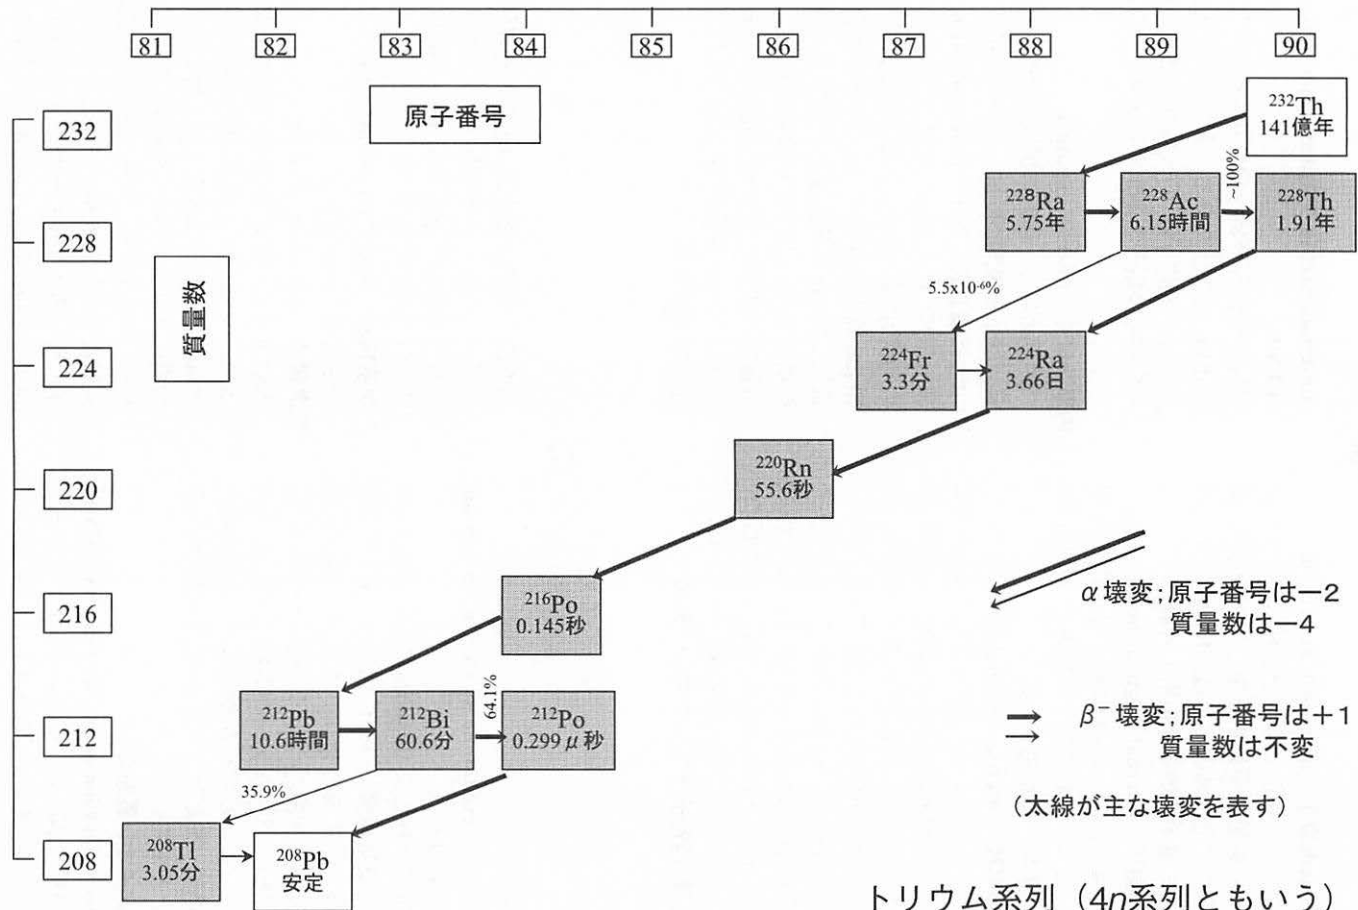 81 82 83 84 85 86 87 88 89 90
原子番号
質量数
232
228
224
220
216
212
208
²³²Th
141億年
~100%
²²⁸Ra
5.75年
²²⁸Ac
6.15時間
²²⁸Th
1.91年
5.5x10⁻⁶%
²²⁴Fr
3.3分
²²⁴Ra
3.66日
²²⁰Rn
55.6秒
²¹⁶Po
0.145秒
64.1%
²¹²Pb
10.6時間
²¹²Bi
60.6分
²¹²Po
0.299μ秒
35.9%
²⁰⁸Tl
3.05分
²⁰⁸Pb
安定
α壊変;原子番号は−2
質量数は−4
β⁻壊変;原子番号は+1
質量数は不変
(太線が主な壊変を表す)
トリウム系列(4n系列ともいう)